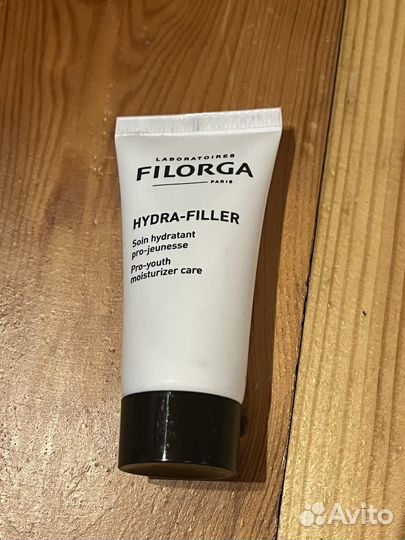 LABORATOIRES
FILORGA
PARIS
HYDRA-FILLER
Soin hydratant
pro-jeunesse
Pro-youth
moisturizer care
Avito